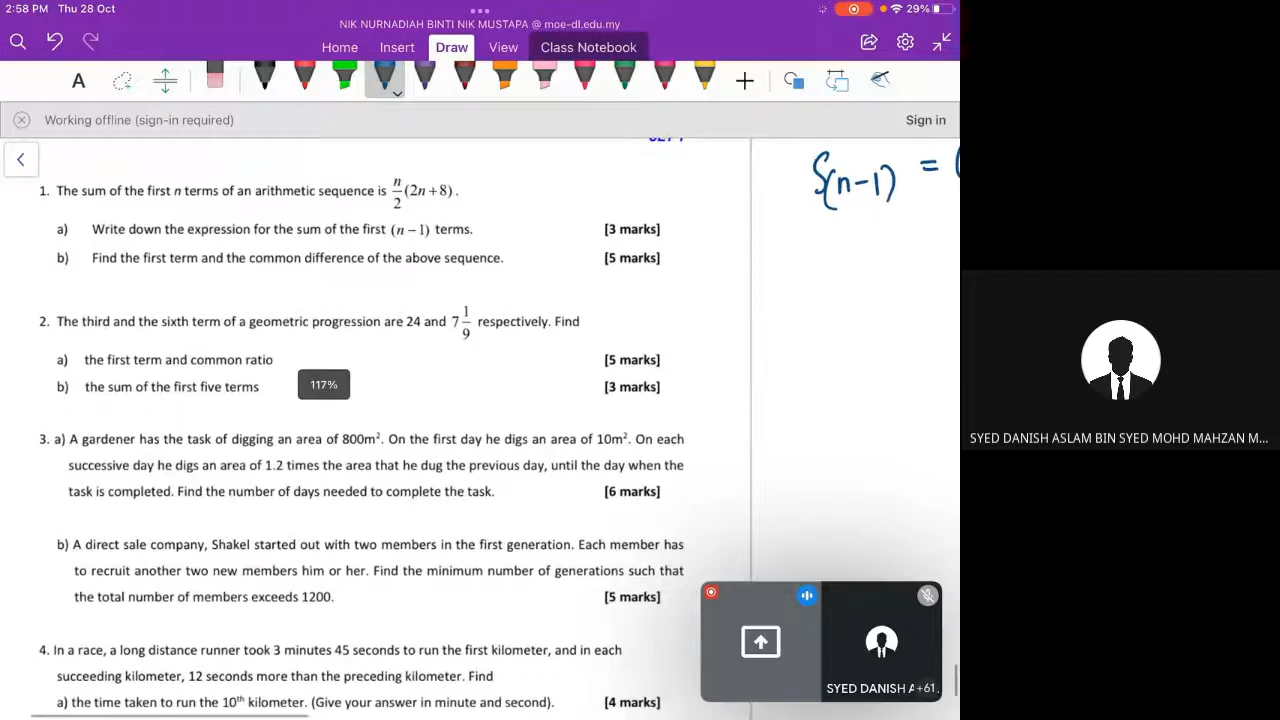 2:58 PM Thu 28 Oct
29%
NIK NURNADIAH BINTI NIK MUSTAPA @ moe-dl.edu.my
Home Insert Draw View Class Notebook
A
Working offline (sign-in required)
Sign in
S(n-1) =
1. The sum of the first n terms of an arithmetic sequence is n/2 (2n+8).
a) Write down the expression for the sum of the first (n − 1) terms. [3 marks]
b) Find the first term and the common difference of the above sequence. [5 marks]
2. The third and the sixth term of a geometric progression are 24 and 7 1/9 respectively. Find
a) the first term and common ratio [5 marks]
b) the sum of the first five terms [3 marks]
117%
3. a) A gardener has the task of digging an area of 800m². On the first day he digs an area of 10m². On each
successive day he digs an area of 1.2 times the area that he dug the previous day, until the day when the
task is completed. Find the number of days needed to complete the task. [6 marks]
b) A direct sale company, Shakel started out with two members in the first generation. Each member has
to recruit another two new members him or her. Find the minimum number of generations such that
the total number of members exceeds 1200. [5 marks]
4. In a race, a long distance runner took 3 minutes 45 seconds to run the first kilometer, and in each
succeeding kilometer, 12 seconds more than the preceding kilometer. Find
a) the time taken to run the 10th kilometer. (Give your answer in minute and second). [4 marks]
SYED DANISH A +61
SYED DANISH ASLAM BIN SYED MOHD MAHZAN M...